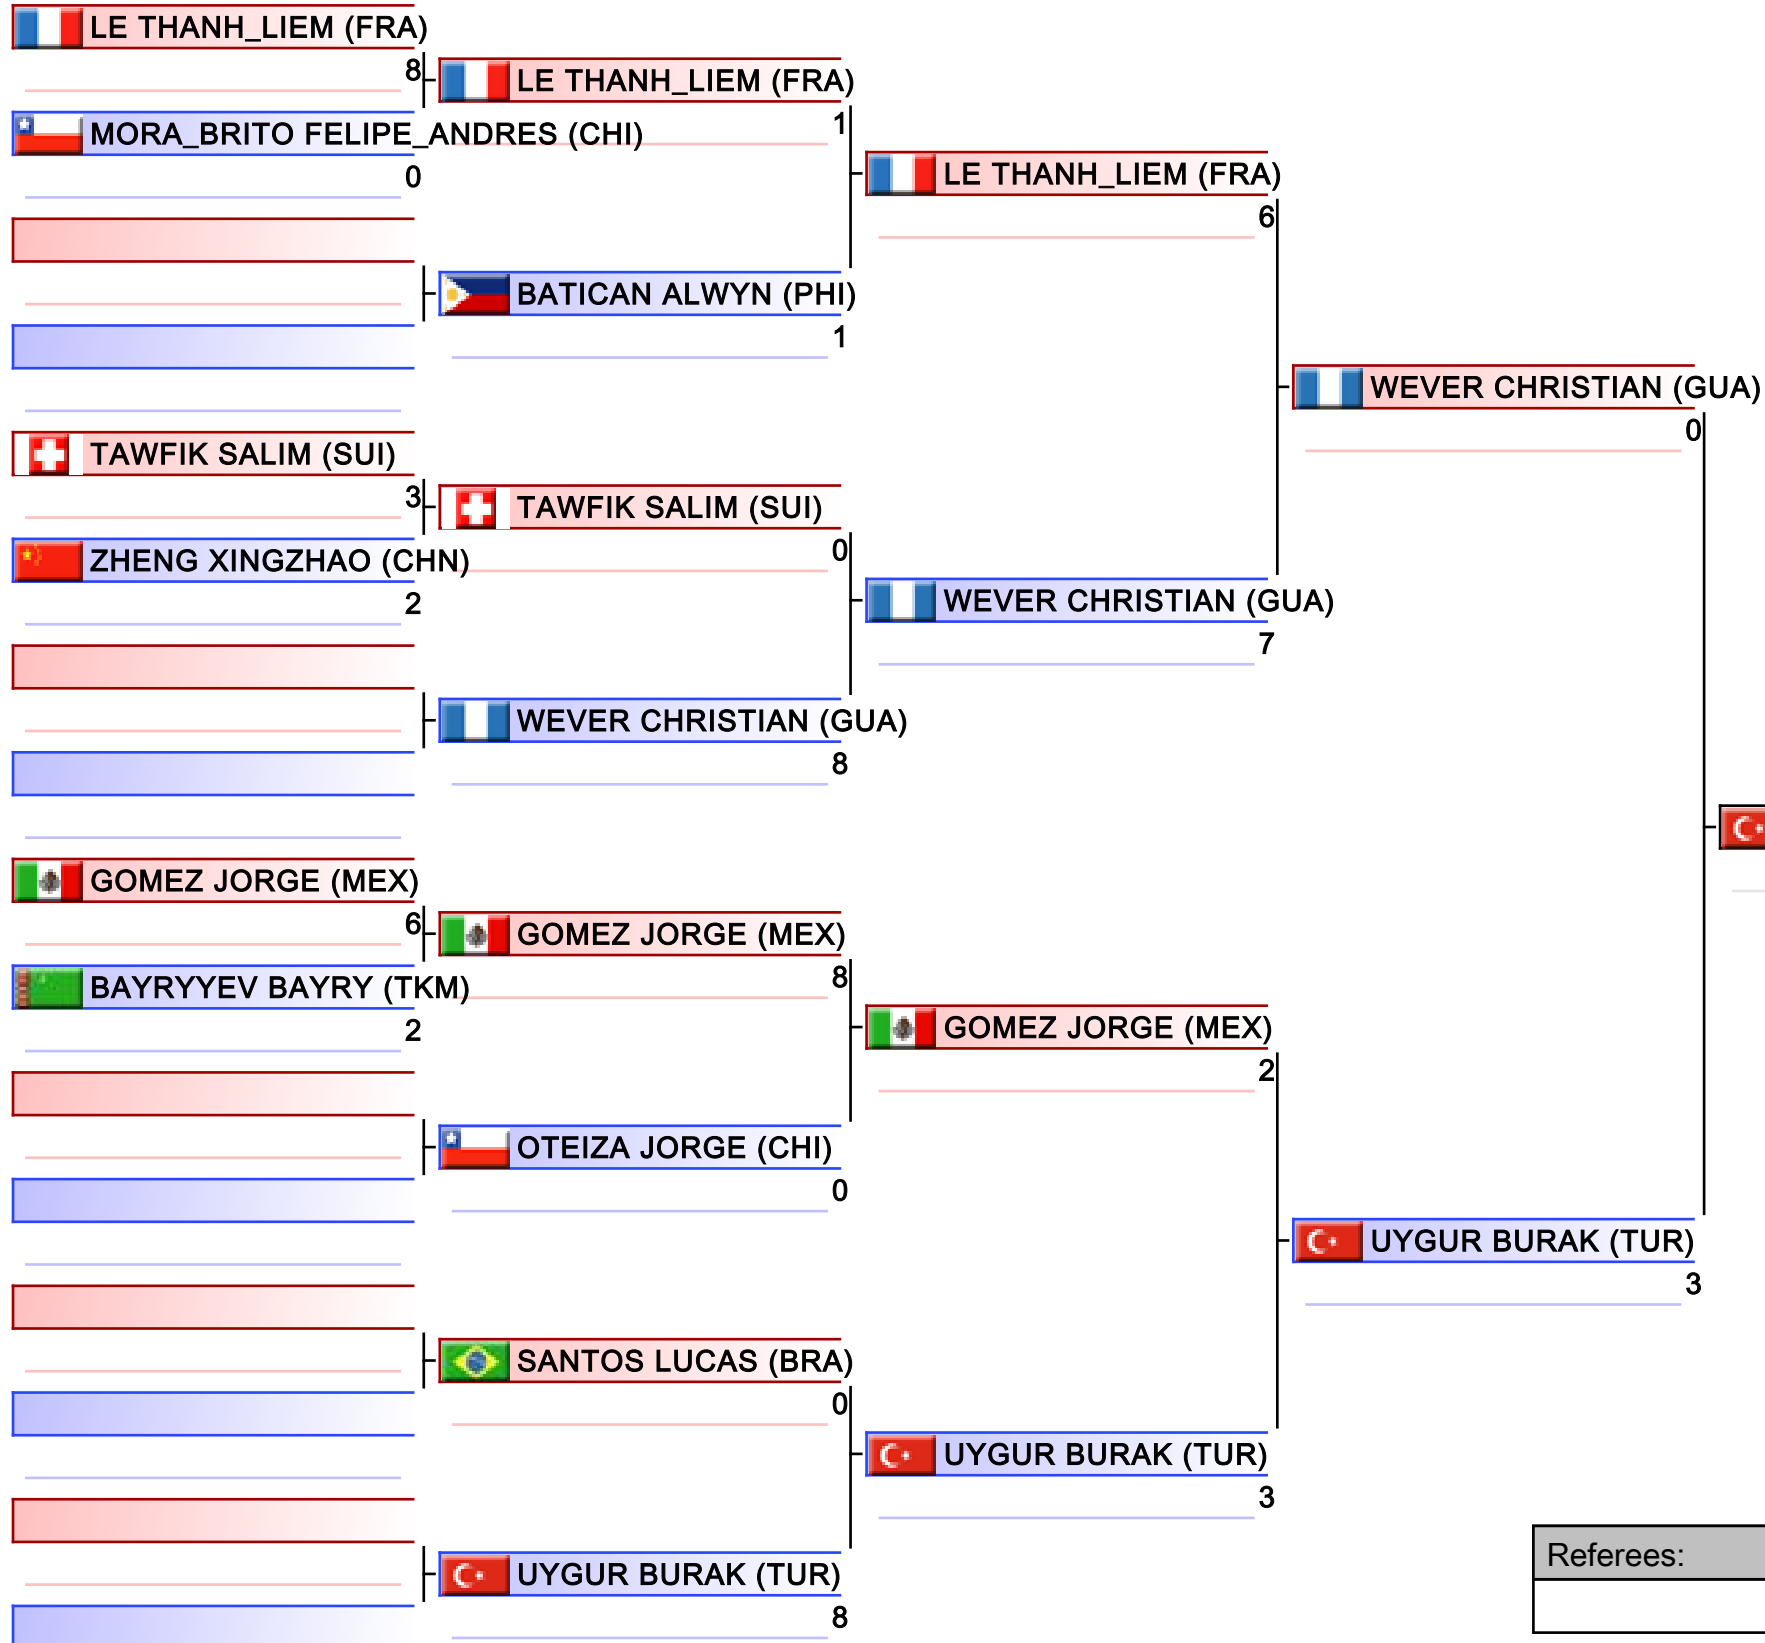 LE THANH_LIEM (FRA)
8
MORA_BRITO FELIPE_ANDRES (CHI)
0
TAWFIK SALIM (SUI)
3
ZHENG XINGZHAO (CHN)
2
GOMEZ JORGE (MEX)
6
BAYRYYEV BAYRY (TKM)
2
LE THANH_LIEM (FRA)
1
BATICAN ALWYN (PHI)
1
TAWFIK SALIM (SUI)
0
WEVER CHRISTIAN (GUA)
8
GOMEZ JORGE (MEX)
8
OTEIZA JORGE (CHI)
0
SANTOS LUCAS (BRA)
0
UYGUR BURAK (TUR)
8
LE THANH_LIEM (FRA)
6
WEVER CHRISTIAN (GUA)
7
GOMEZ JORGE (MEX)
2
UYGUR BURAK (TUR)
3
WEVER CHRISTIAN (GUA)
0
UYGUR BURAK (TUR)
3
Referees: